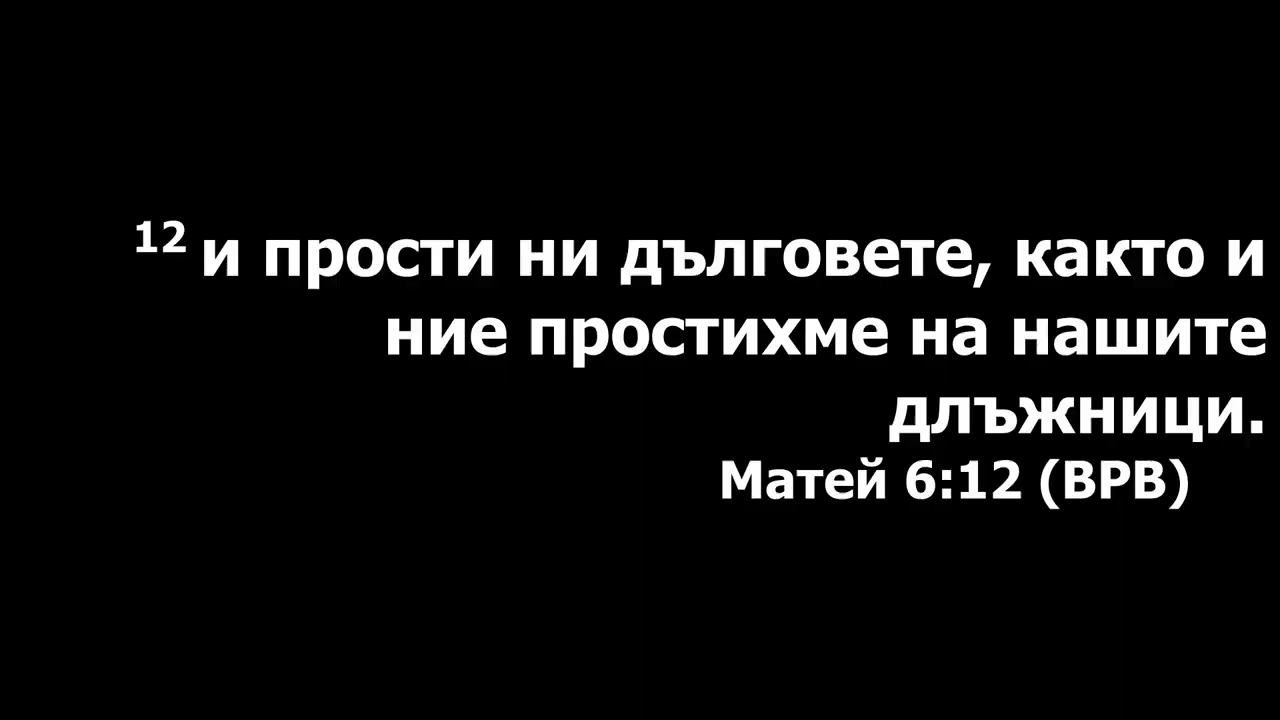 12 и прости ни дълговете, както и
ние простихме на нашите
длъжници.
Матей 6:12 (ВРВ)